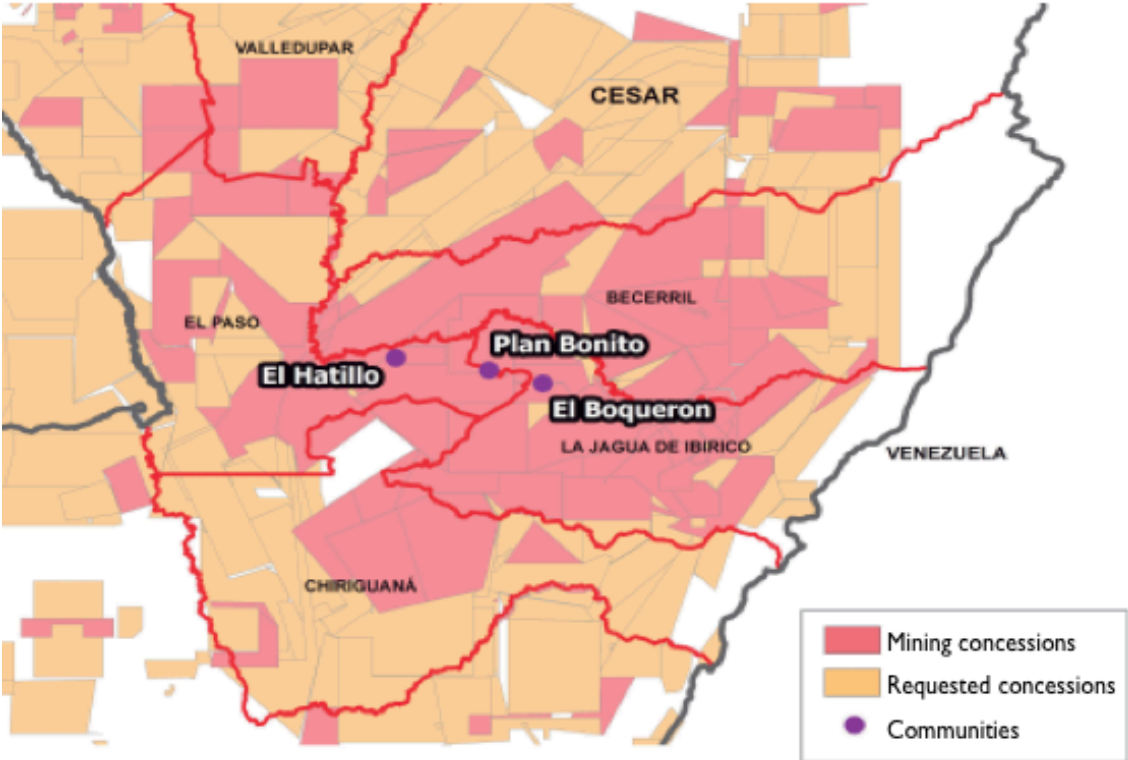 VALLEDUPAR
CESAR
BECERRIL
EL PASO
Plan Bonito
El Hatillo
El Boqueron
LA JAGUA DE IBIRICO
VENEZUELA
CHIRIGUANÁ
Mining concessions
Requested concessions
Communities